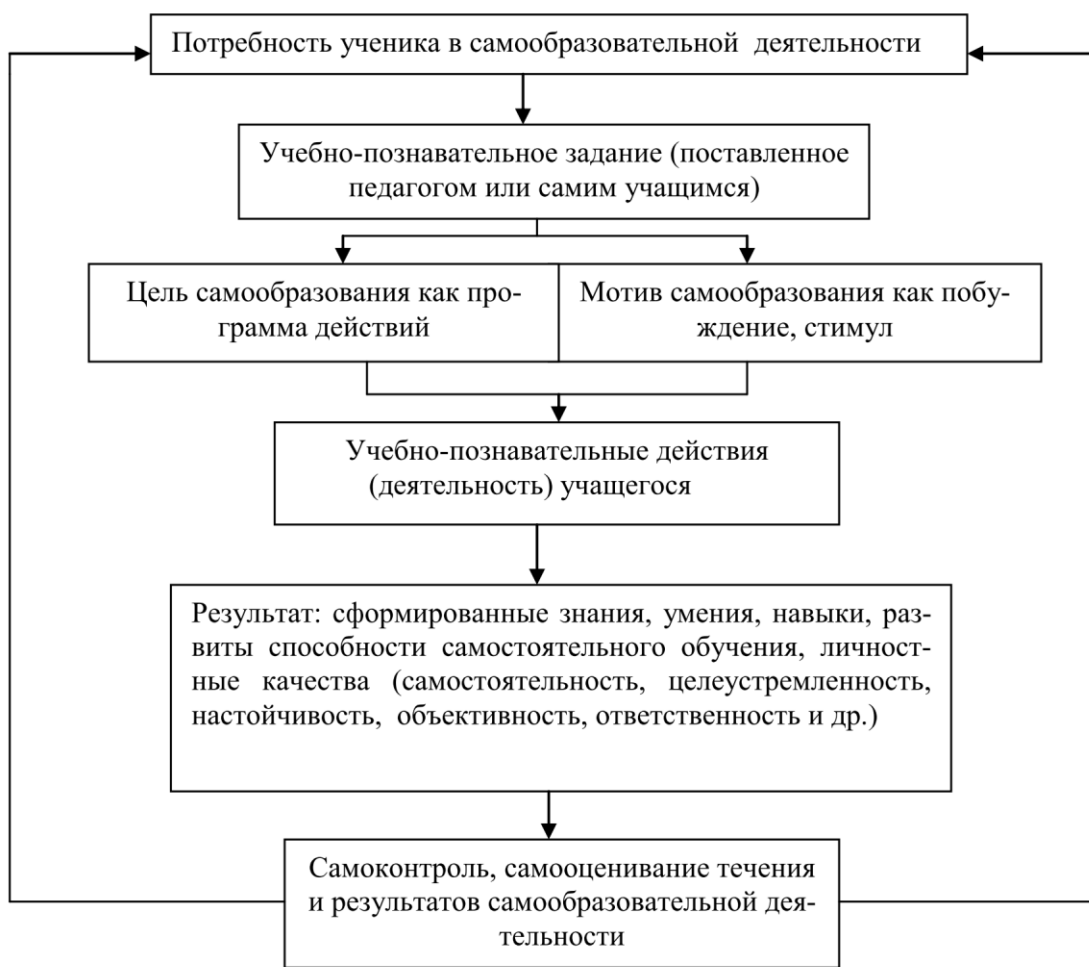 Потребность ученика в самообразовательной деятельности
Учебно-познавательное задание (поставленное
педагогом или самим учащимся)
Цель самообразования как про-
грамма действий
Мотив самообразования как побу-
ждение, стимул
Учебно-познавательные действия
(деятельность) учащегося
Результат: сформированные знания, умения, навыки, раз-
виты способности самостоятельного обучения, личност-
ные качества (самостоятельность, целеустремленность,
настойчивость, объективность, ответственность и др.)
Самоконтроль, самооценивание течения
и результатов самообразовательной дея-
тельности